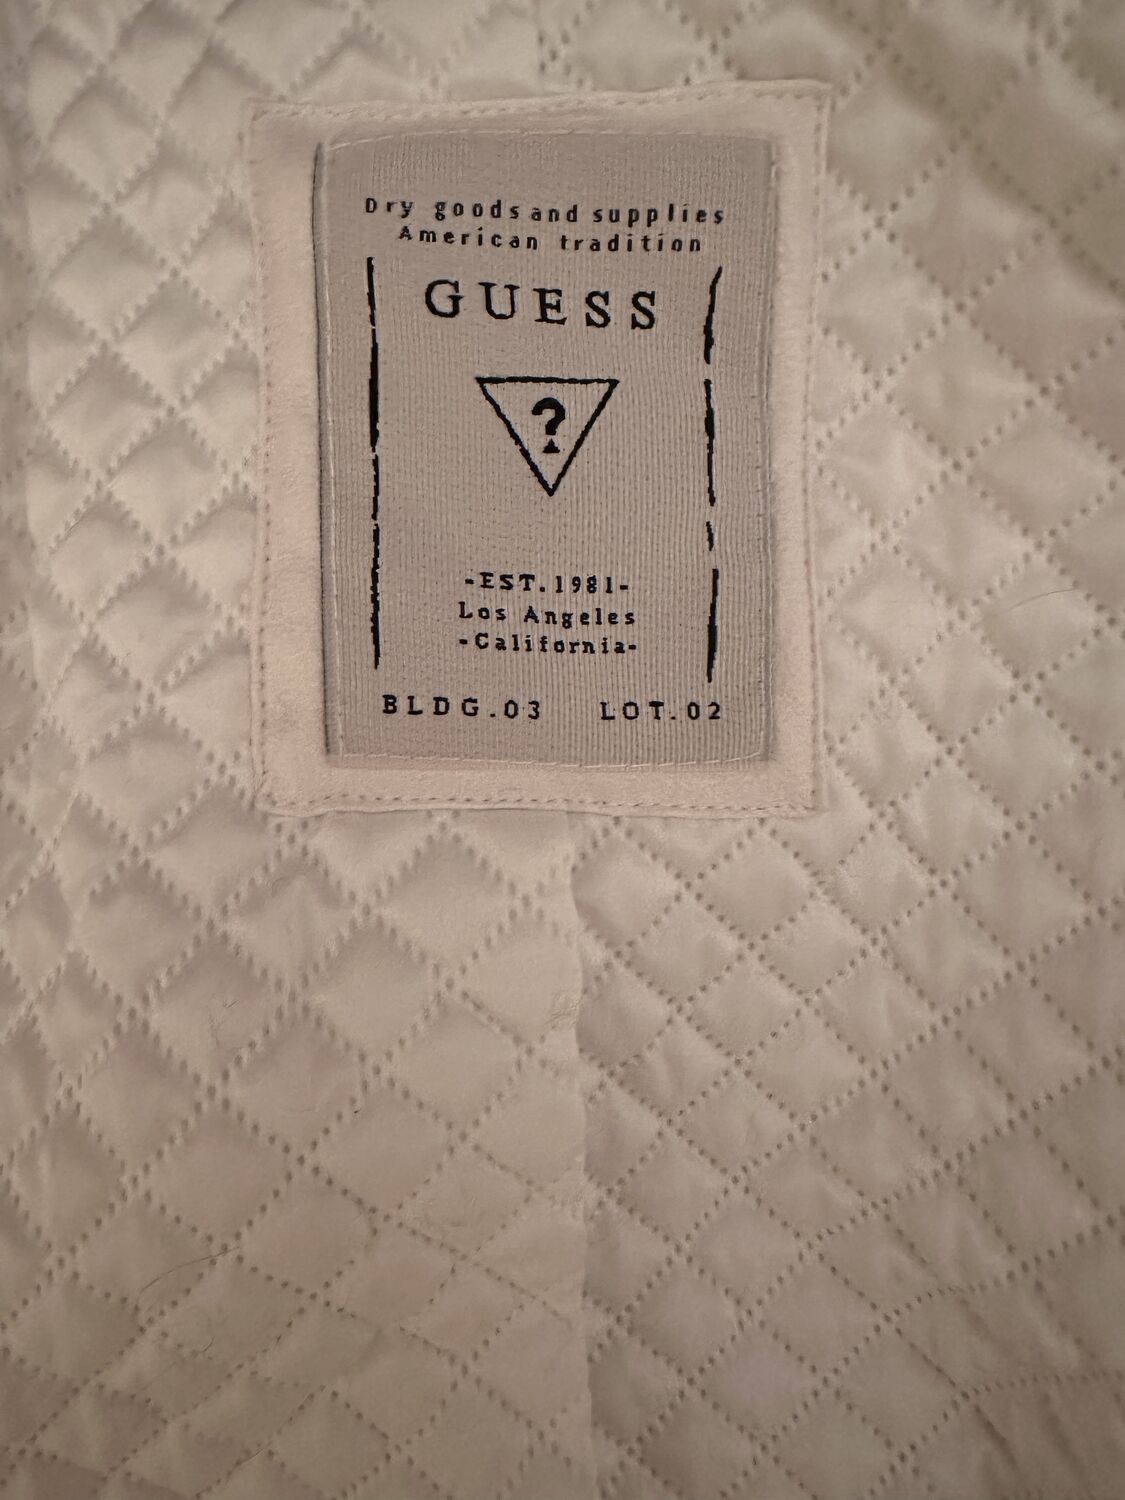 Dry goods and supplies
American tradition
GUESS
?
-EST.1981-
Los Angeles
-California-
BLDG.03 LOT.02